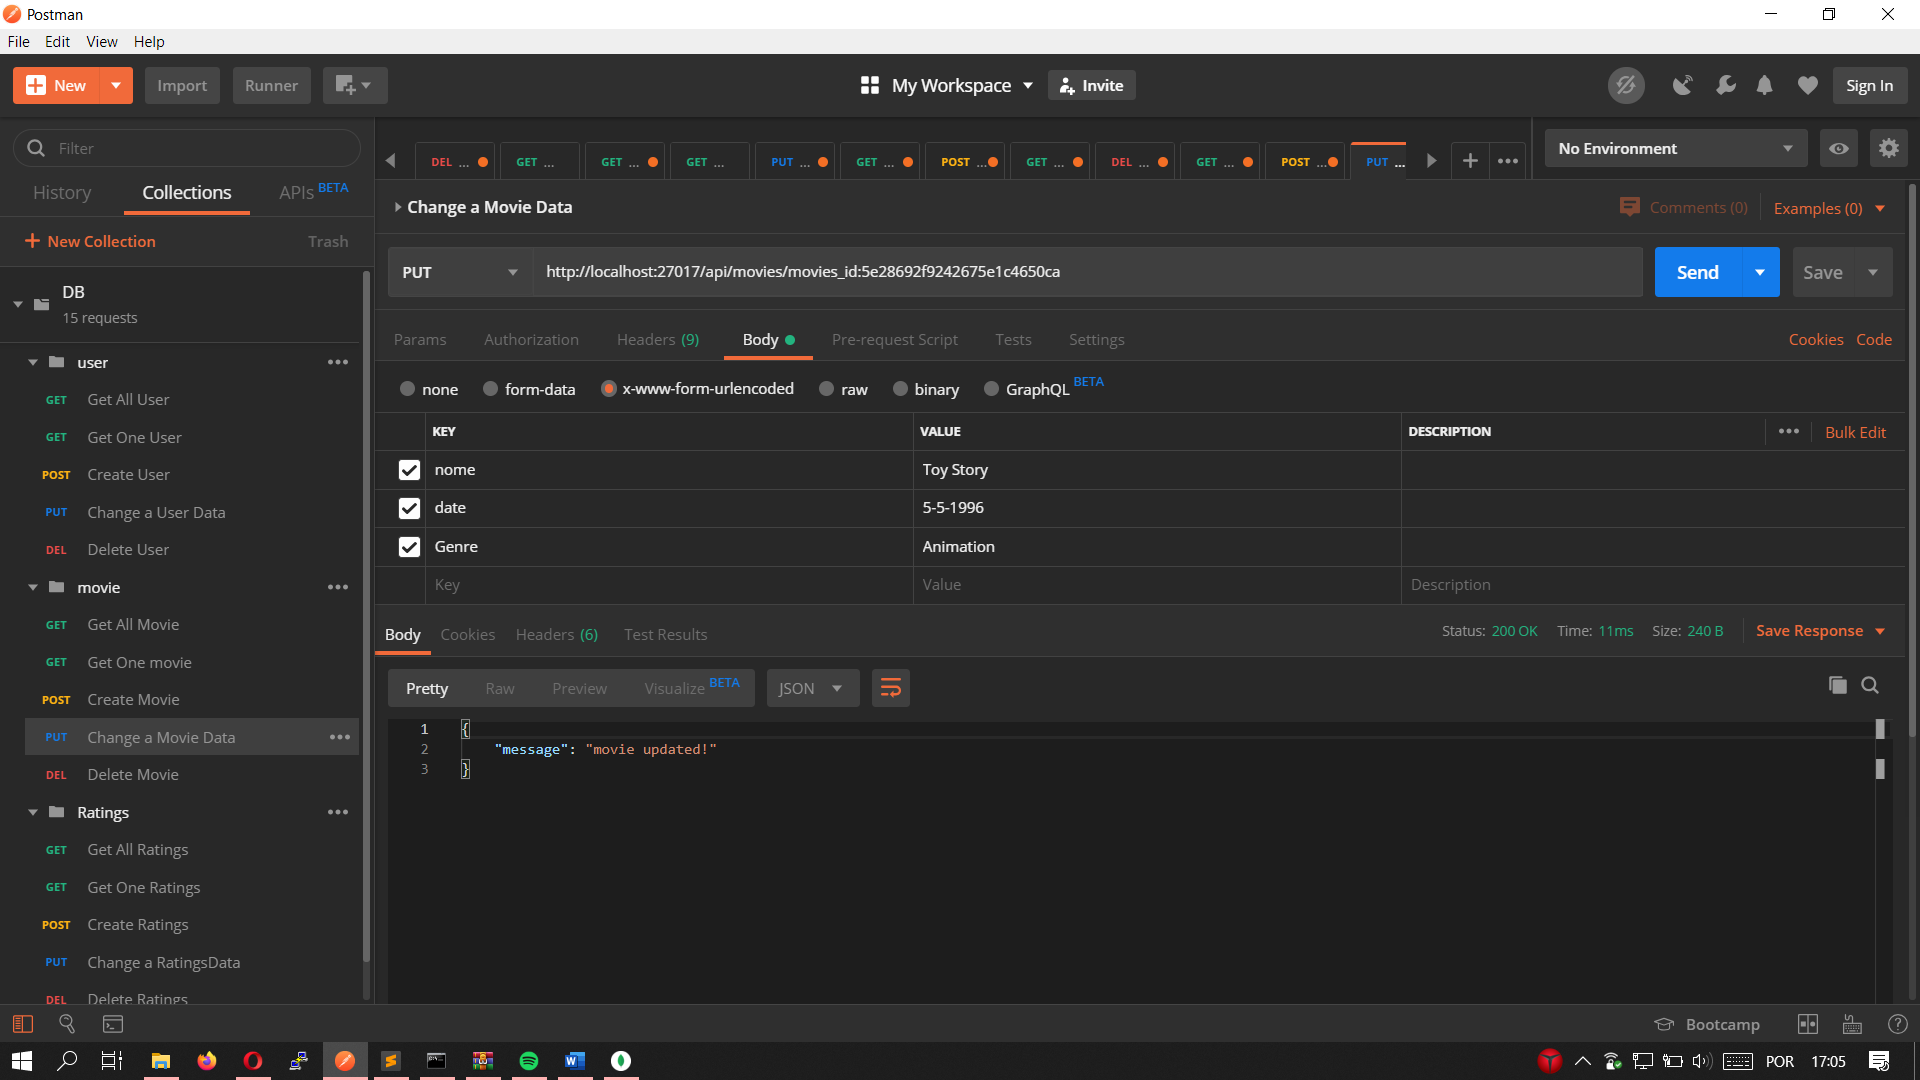 Postman
File Edit View Help
New Import Runner My Workspace Invite Sign In
Filter
DEL ... GET ... GET ... GET ... PUT ... GET ... POST ... GET ... DEL ... GET ... POST ... PUT ...
No Environment
History Collections APIs BETA
New Collection Trash
DB
15 requests
user
GET Get All User
GET Get One User
POST Create User
PUT Change a User Data
DEL Delete User
movie
GET Get All Movie
GET Get One movie
POST Create Movie
PUT Change a Movie Data
DEL Delete Movie
Ratings
GET Get All Ratings
GET Get One Ratings
POST Create Ratings
PUT Change a RatingsData
DEL Delete Ratings
Change a Movie Data Comments (0) Examples (0)
PUT http://localhost:27017/api/movies/movies_id:5e28692f9242675e1c4650ca Send Save
Params Authorization Headers (9) Body Pre-request Script Tests Settings Cookies Code
none form-data x-www-form-urlencoded raw binary GraphQL BETA
KEY VALUE DESCRIPTION Bulk Edit
nome Toy Story
date 5-5-1996
Genre Animation
Key Value Description
Body Cookies Headers (6) Test Results Status: 200 OK Time: 11ms Size: 240 B Save Response
Pretty Raw Preview Visualize BETA JSON
1 {
2 "message": "movie updated!"
3 }
Bootcamp
POR 17:05